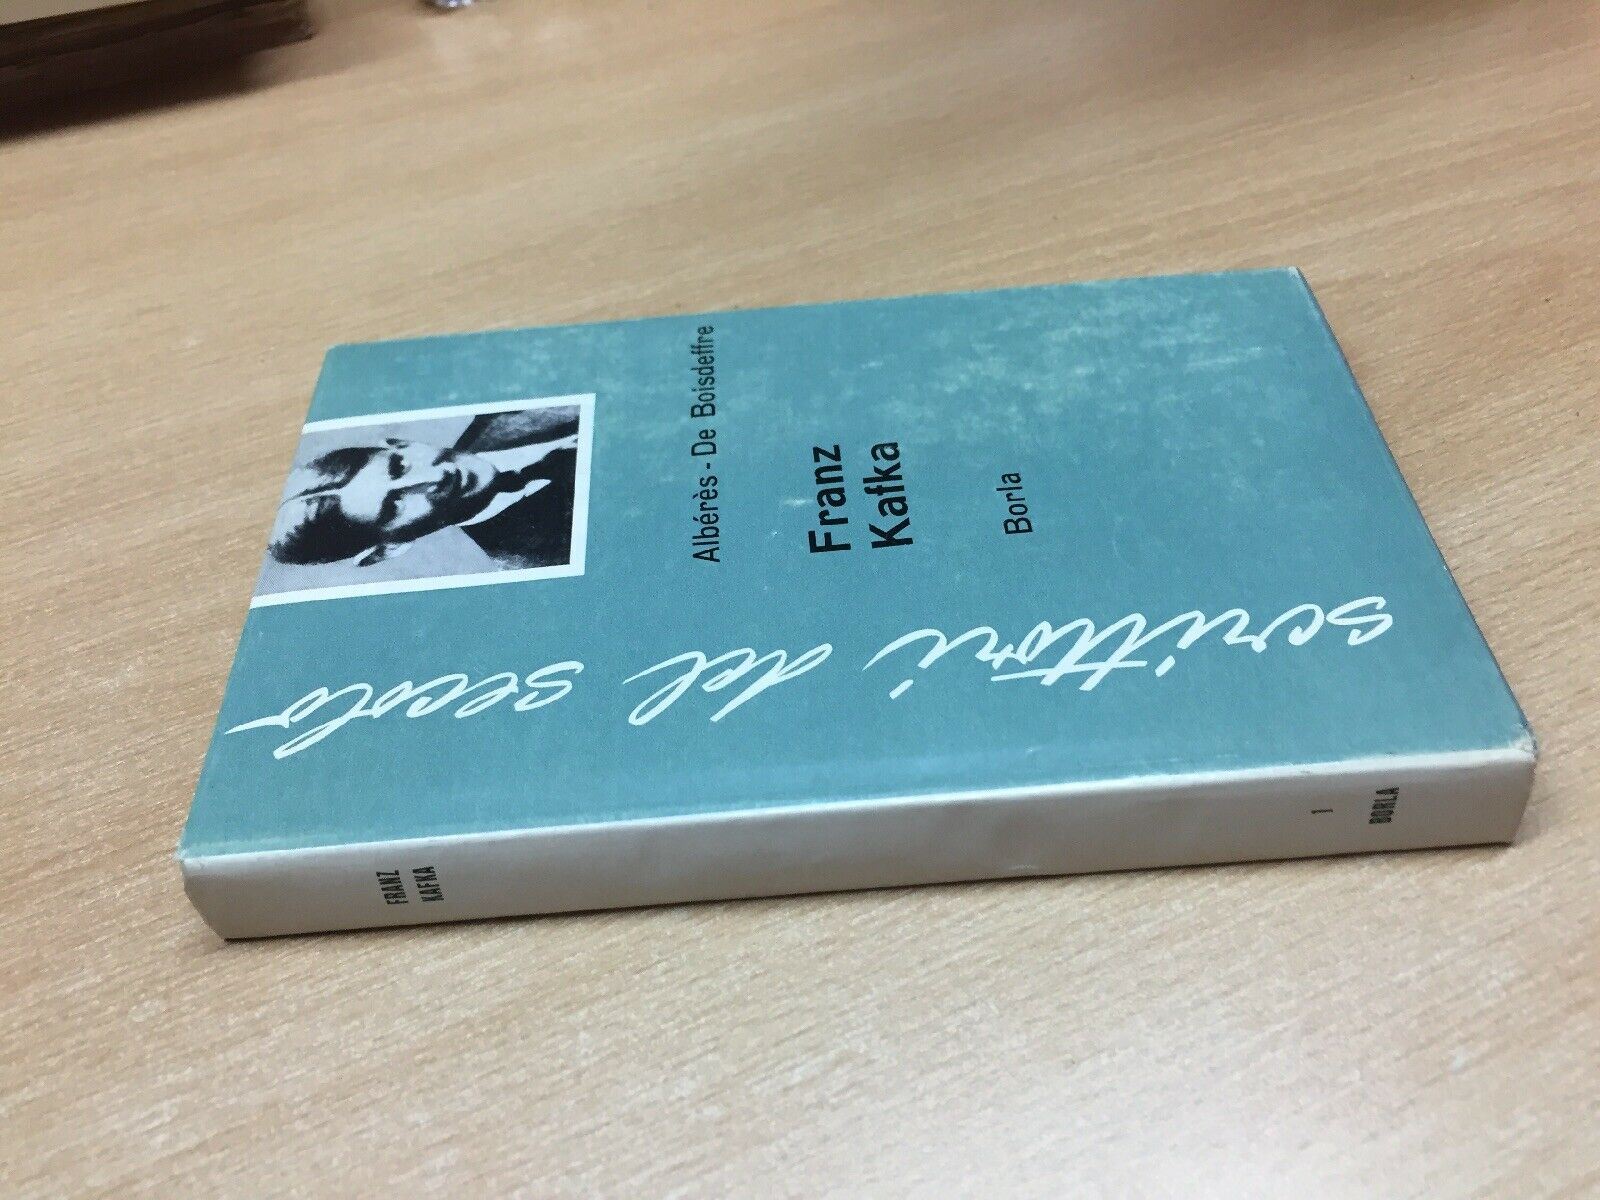 scrittori del secolo
Albérès - De Boisdeffre
Franz
Kafka
Borla
FRANZ
KAFKA
1
BORLA